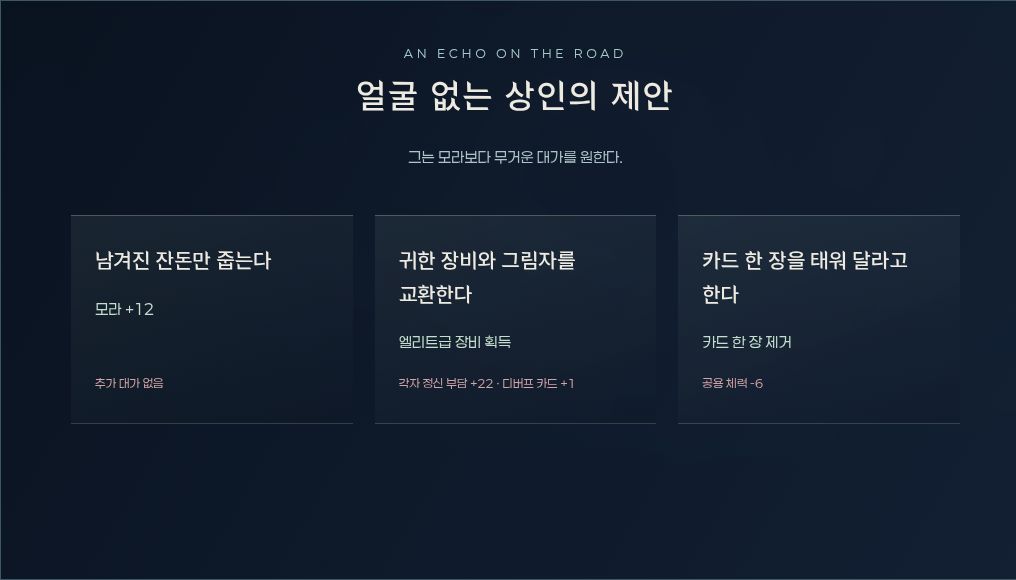 AN ECHO ON THE ROAD
얼굴 없는 상인의 제안
그는 모라보다 무거운 대가를 원한다.
남겨진 잔돈만 줍는다
모라 +12
추가 대가 없음
귀한 장비와 그림자를
교환한다
엘리트급 장비 획득
각자 정신 부담 +22 · 디버프 카드 +1
카드 한 장을 태워 달라고
한다
카드 한 장 제거
공용 체력 -6